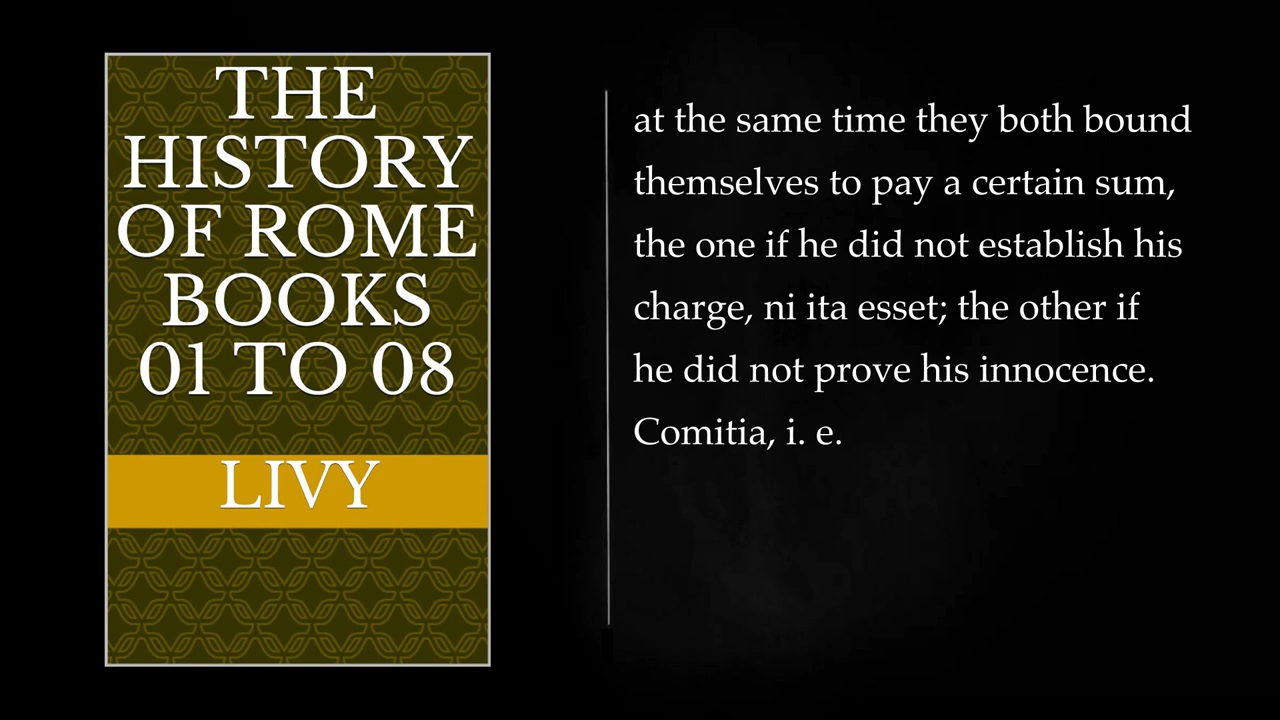 THE
HISTORY
OF ROME
BOOKS
01 TO 08
LIVY
at the same time they both bound
themselves to pay a certain sum,
the one if he did not establish his
charge, ni ita esset; the other if
he did not prove his innocence.
Comitia, i. e.